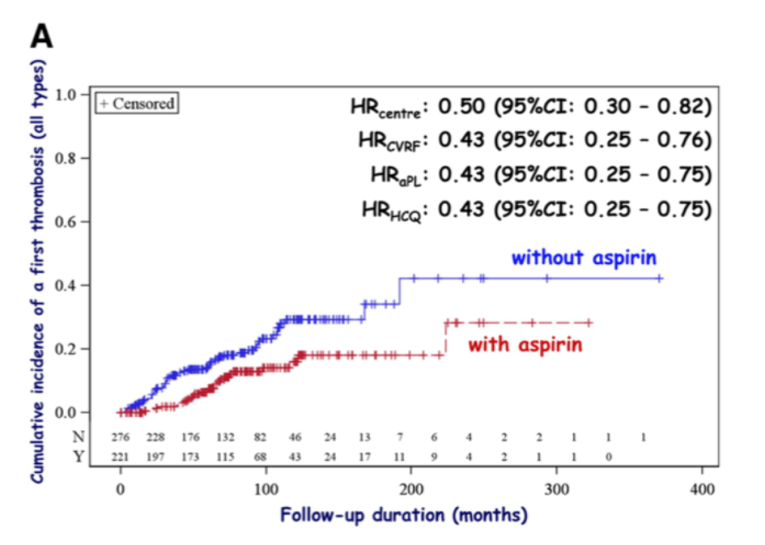 A
Cumulative incidence of a first thrombosis (all types)
+ Censored
HRcentre: 0.50 (95%CI: 0.30 - 0.82)
HRCVRF: 0.43 (95%CI: 0.25 - 0.76)
HRaPL: 0.43 (95%CI: 0.25 - 0.75)
HRHCQ: 0.43 (95%CI: 0.25 - 0.75)
1.0
0.8
0.6
0.4
0.2
0.0
without aspirin
with aspirin
N 276 228 176 132 82 46 24 13 7 6 4 2 2 1 1 1
Y 221 197 173 115 68 43 24 17 11 9 4 2 1 1 0
0 100 200 300 400
Follow-up duration (months)